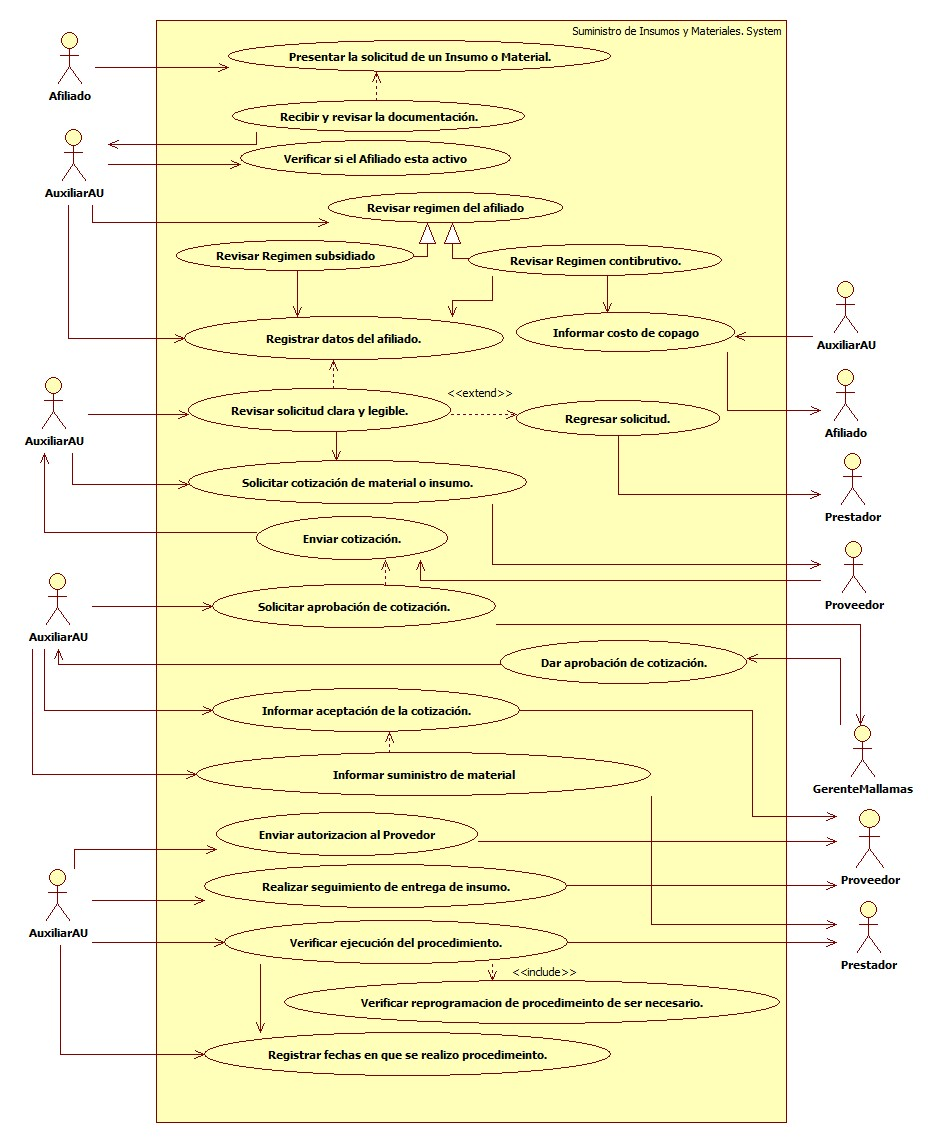 Suministro de Insumos y Materiales. System
Presentar la solicitud de un Insumo o Material.
Afiliado
Recibir y revisar la documentación.
Verificar si el Afiliado esta activo
AuxiliarAU
Revisar regimen del afiliado
Revisar Regimen subsidiado
Revisar Regimen contibrutivo.
Registrar datos del afiliado.
Informar costo de copago
AuxiliarAU
<<extend>>
Revisar solicitud clara y legible.
Regresar solicitud.
Afiliado
AuxiliarAU
Solicitar cotización de material o insumo.
Prestador
Enviar cotización.
Solicitar aprobación de cotización.
Proveedor
AuxiliarAU
Dar aprobación de cotización.
Informar aceptación de la cotización.
Informar suministro de material
GerenteMallamas
Enviar autorizacion al Provedor
Proveedor
Realizar seguimiento de entrega de insumo.
AuxiliarAU
Verificar ejecución del procedimiento.
Prestador
<<include>>
Verificar reprogramacion de procedimeinto de ser necesario.
Registrar fechas en que se realizo procedimeinto.